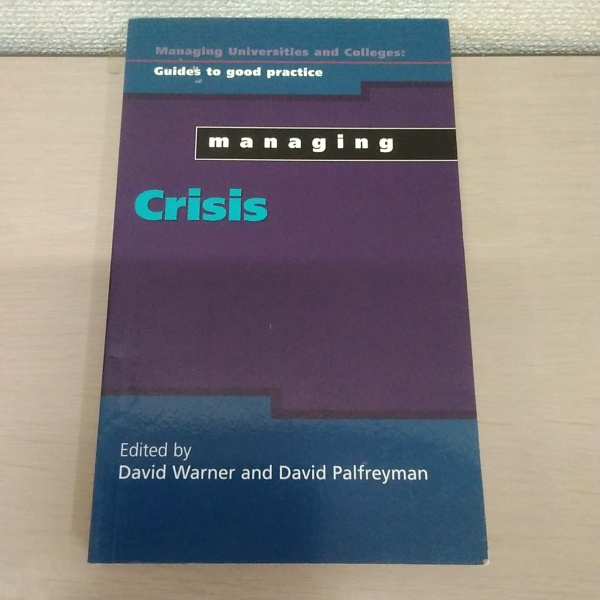 Managing Universities and Colleges:
Guides to good practice
managing
Crisis
Edited by
David Warner and David Palfreyman